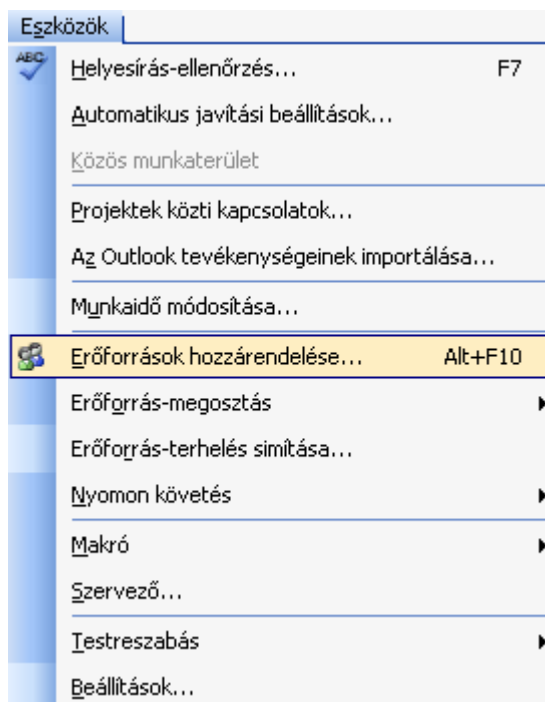 Eszközök
ABC
Helyesírás-ellenőrzés... F7
Automatikus javítási beállítások...
Közös munkaterület
Projektek közti kapcsolatok...
Az Outlook tevékenységeinek importálása...
Munkaidő módosítása...
Erőforrások hozzárendelése... Alt+F10
Erőforrás-megosztás
Erőforrás-terhelés simítása...
Nyomon követés
Makró
Szervező...
Testreszabás
Beállítások...